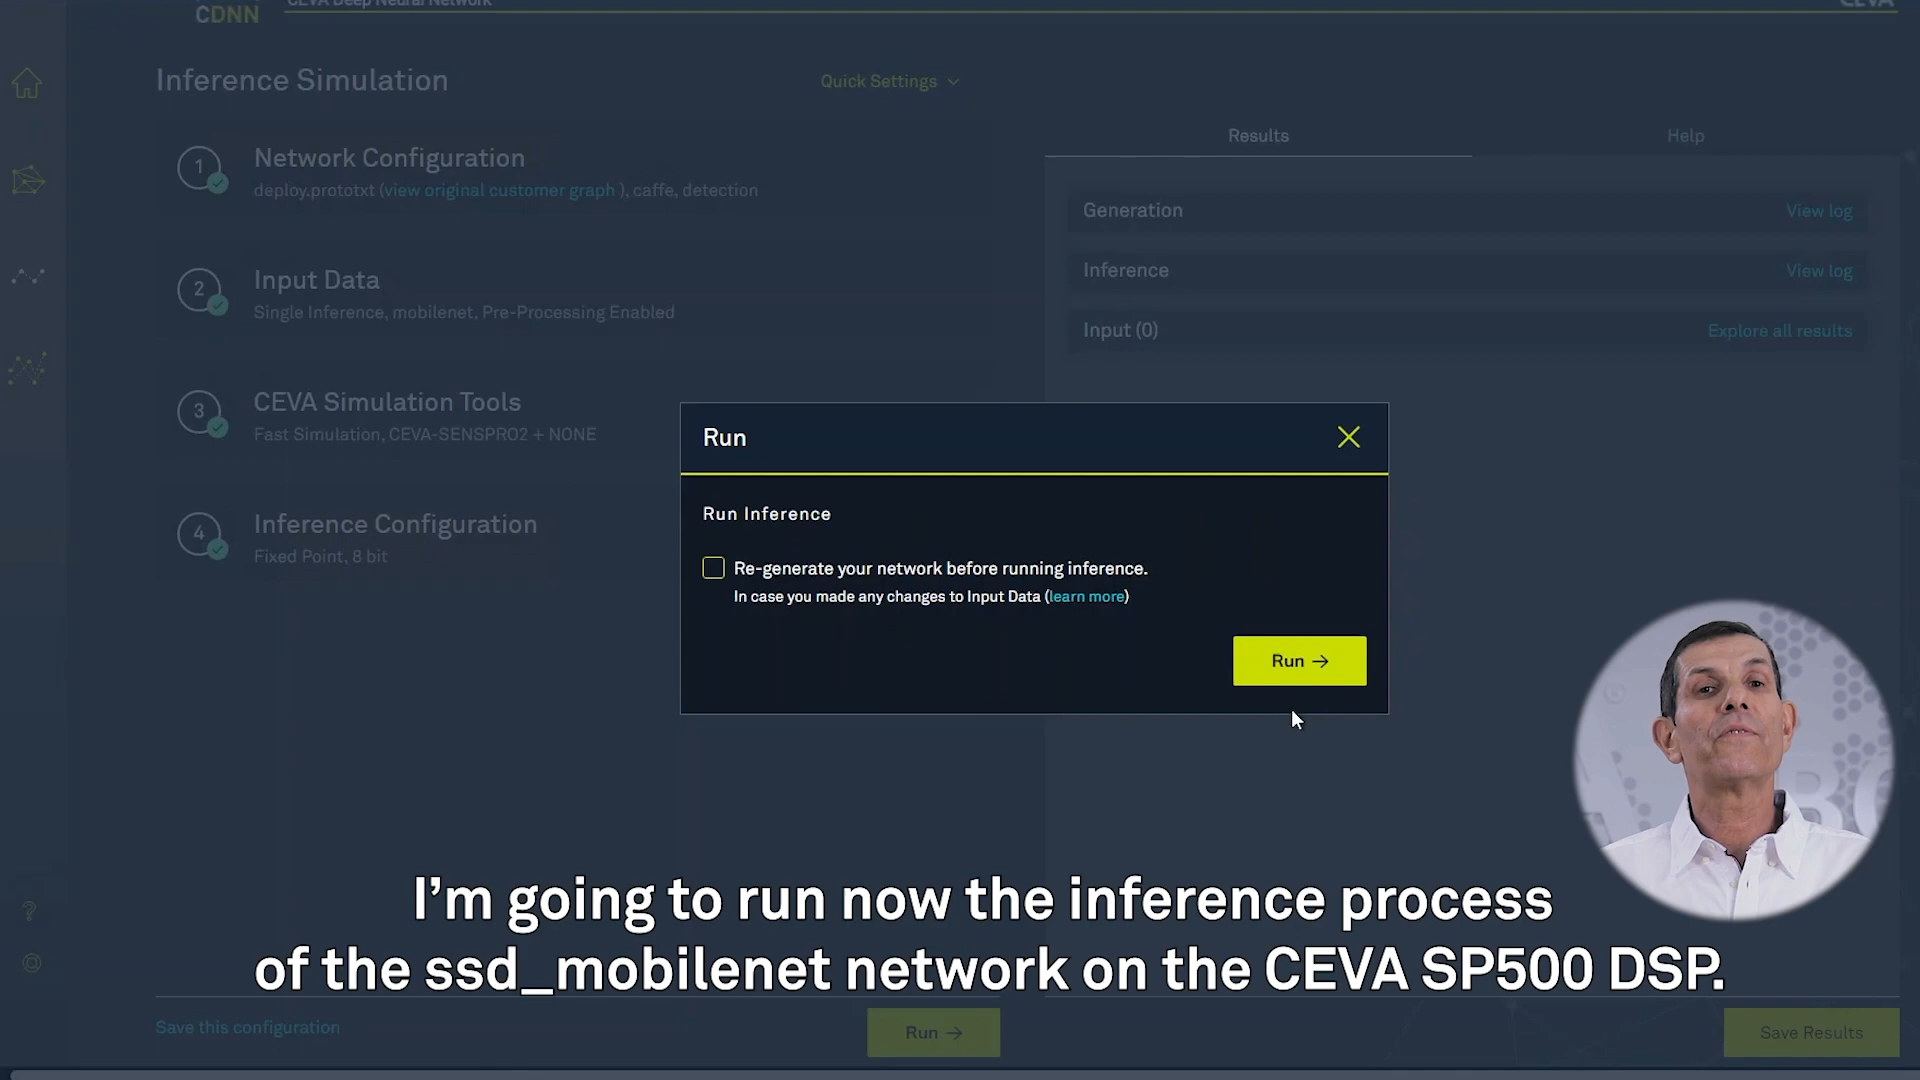 CDNN
CEVA Deep Neural Network
CEVA
Inference Simulation
Quick Settings
Results
Help
1
Network Configuration
deploy.prototxt (view original customer graph ), caffe, detection
Generation
View log
2
Input Data
Single Inference, mobilenet, Pre-Processing Enabled
Inference
View log
Input (0)
Explore all results
3
CEVA Simulation Tools
Fast Simulation, CEVA-SENSPRO2 + NONE
4
Inference Configuration
Fixed Point, 8 bit
Run
Run Inference
Re-generate your network before running inference.
In case you made any changes to Input Data (learn more)
Run →
I'm going to run now the inference process
of the ssd_mobilenet network on the CEVA SP500 DSP.
Save this configuration
Run →
Save Results